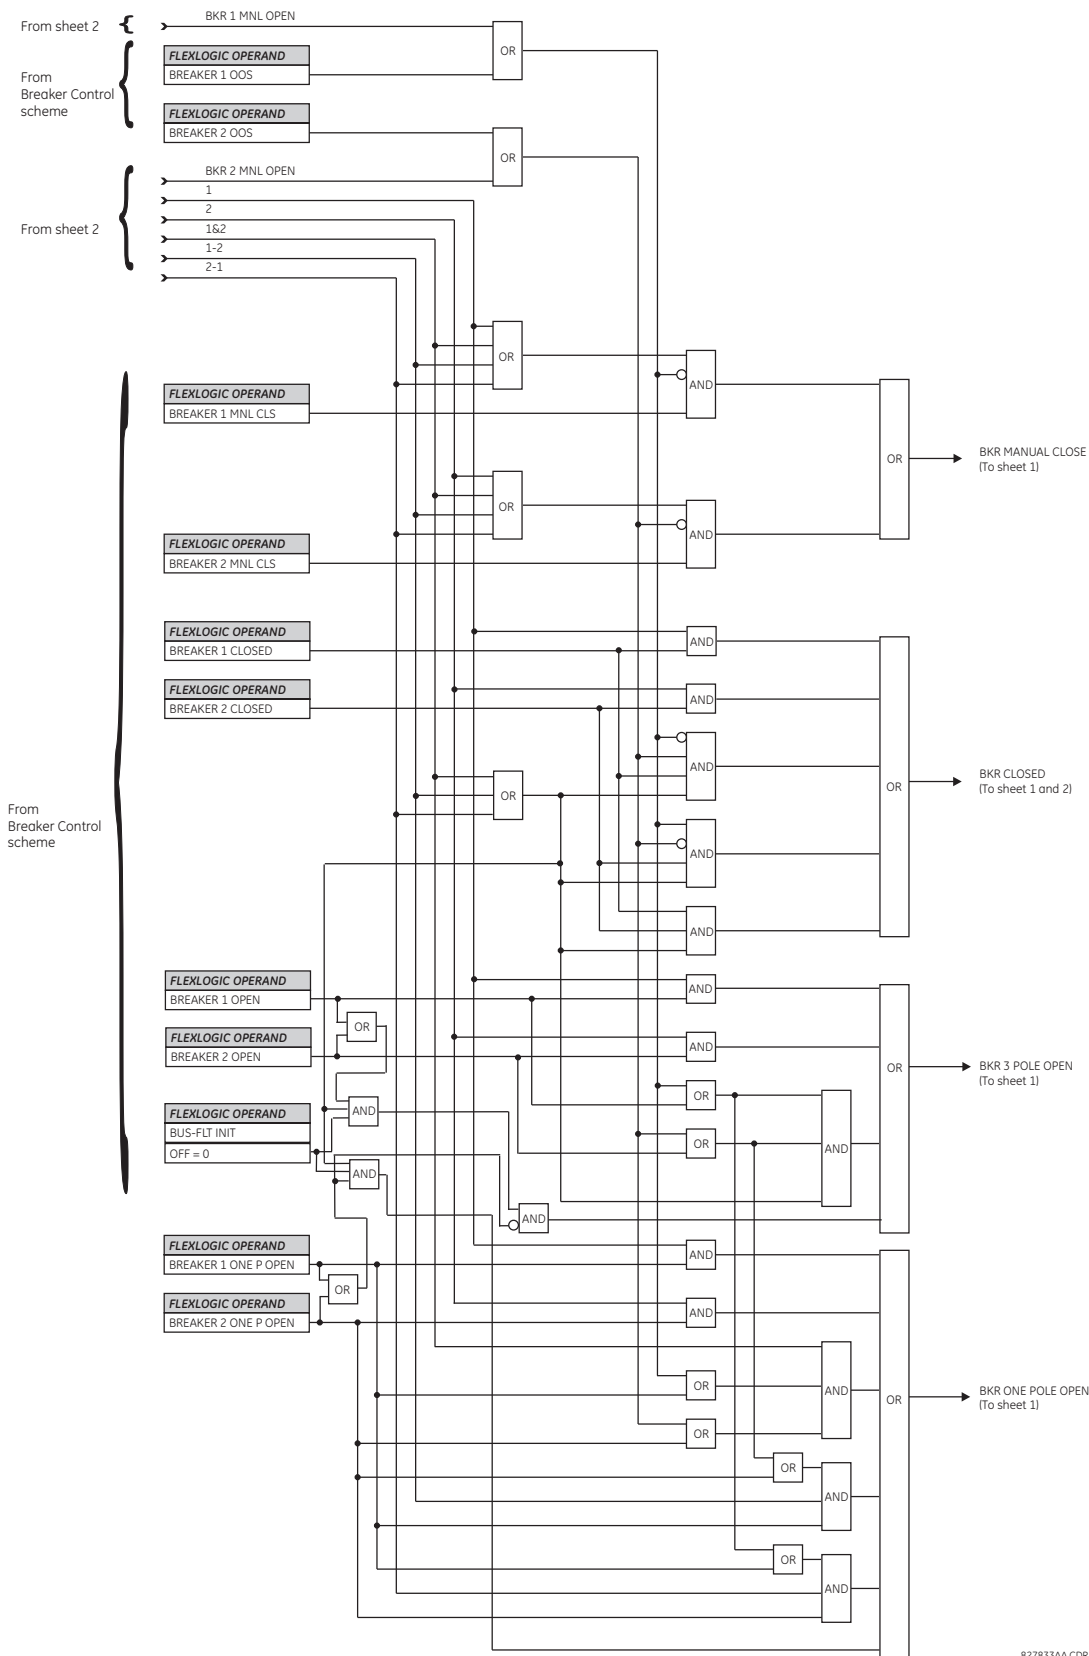 BKR 1 MNL OPEN
From sheet 2
OR
FLEXLOGIC OPERAND
BREAKER 1 OOS
From
Breaker Control
scheme
FLEXLOGIC OPERAND
BREAKER 2 OOS
OR
BKR 2 MNL OPEN
1
2
From sheet 2
1&2
1-2
2-1
OR
AND
FLEXLOGIC OPERAND
BREAKER 1 MNL CLS
OR
BKR MANUAL CLOSE
(To sheet 1)
OR
AND
FLEXLOGIC OPERAND
BREAKER 2 MNL CLS
FLEXLOGIC OPERAND
BREAKER 1 CLOSED
AND
FLEXLOGIC OPERAND
BREAKER 2 CLOSED
AND
AND
OR
OR
BKR CLOSED
(To sheet 1 and 2)
From
Breaker Control
scheme
AND
AND
FLEXLOGIC OPERAND
BREAKER 1 OPEN
AND
OR
FLEXLOGIC OPERAND
BREAKER 2 OPEN
AND
OR
BKR 3 POLE OPEN
(To sheet 1)
OR
AND
FLEXLOGIC OPERAND
BUS-FLT INIT
OFF = 0
OR
AND
AND
AND
FLEXLOGIC OPERAND
BREAKER 1 ONE P OPEN
AND
OR
FLEXLOGIC OPERAND
BREAKER 2 ONE P OPEN
AND
OR
AND
OR
BKR ONE POLE OPEN
(To sheet 1)
OR
OR
AND
OR
AND
827833AA.CDR